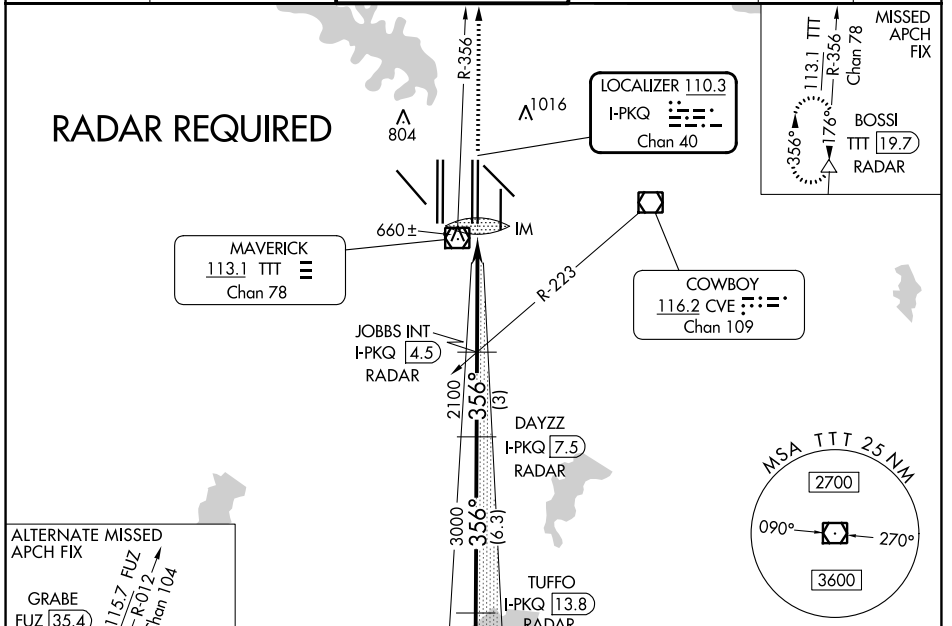 RADAR REQUIRED
R-356
804
1016
LOCALIZER 110.3
I-PKQ
Chan 40
MISSED
APCH
FIX
113.1 TTT
R-356
Chan 78
356°
176°
BOSSI
TTT 19.7
RADAR
660 ±
IM
MAVERICK
113.1 TTT
Chan 78
R-223
COWBOY
116.2 CVE
Chan 109
JOBBS INT
I-PKQ 4.5
RADAR
2100
356°
(3)
DAYZZ
I-PKQ 7.5
RADAR
3000
356°
(6.3)
TUFFO
I-PKQ 13.8
RADAR
MSA TTT 25 NM
2700
090°
270°
3600
ALTERNATE MISSED
APCH FIX
GRABE
FUZ 35.4
115.7 FUZ
R-012
Chan 104